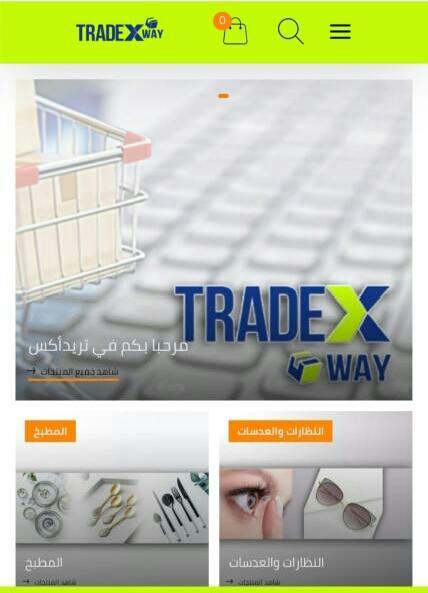 TRADEX WAY
0
TRADEX
WAY
مرحبا بكم في تريدأكس
شاهد جميع المنتجات
النظارات والعدسات
المطبخ
النظارات والعدسات
المطبخ
شاهد المنتجات
شاهد المنتجات